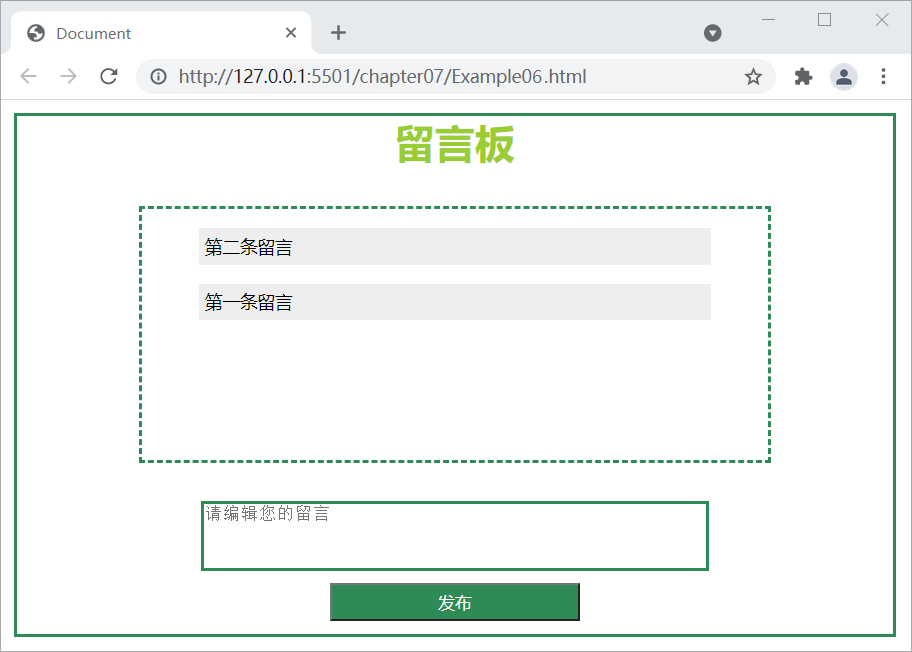 Document
http://127.0.0.1:5501/chapter07/Example06.html
留言板
第二条留言
第一条留言
请编辑您的留言
发布